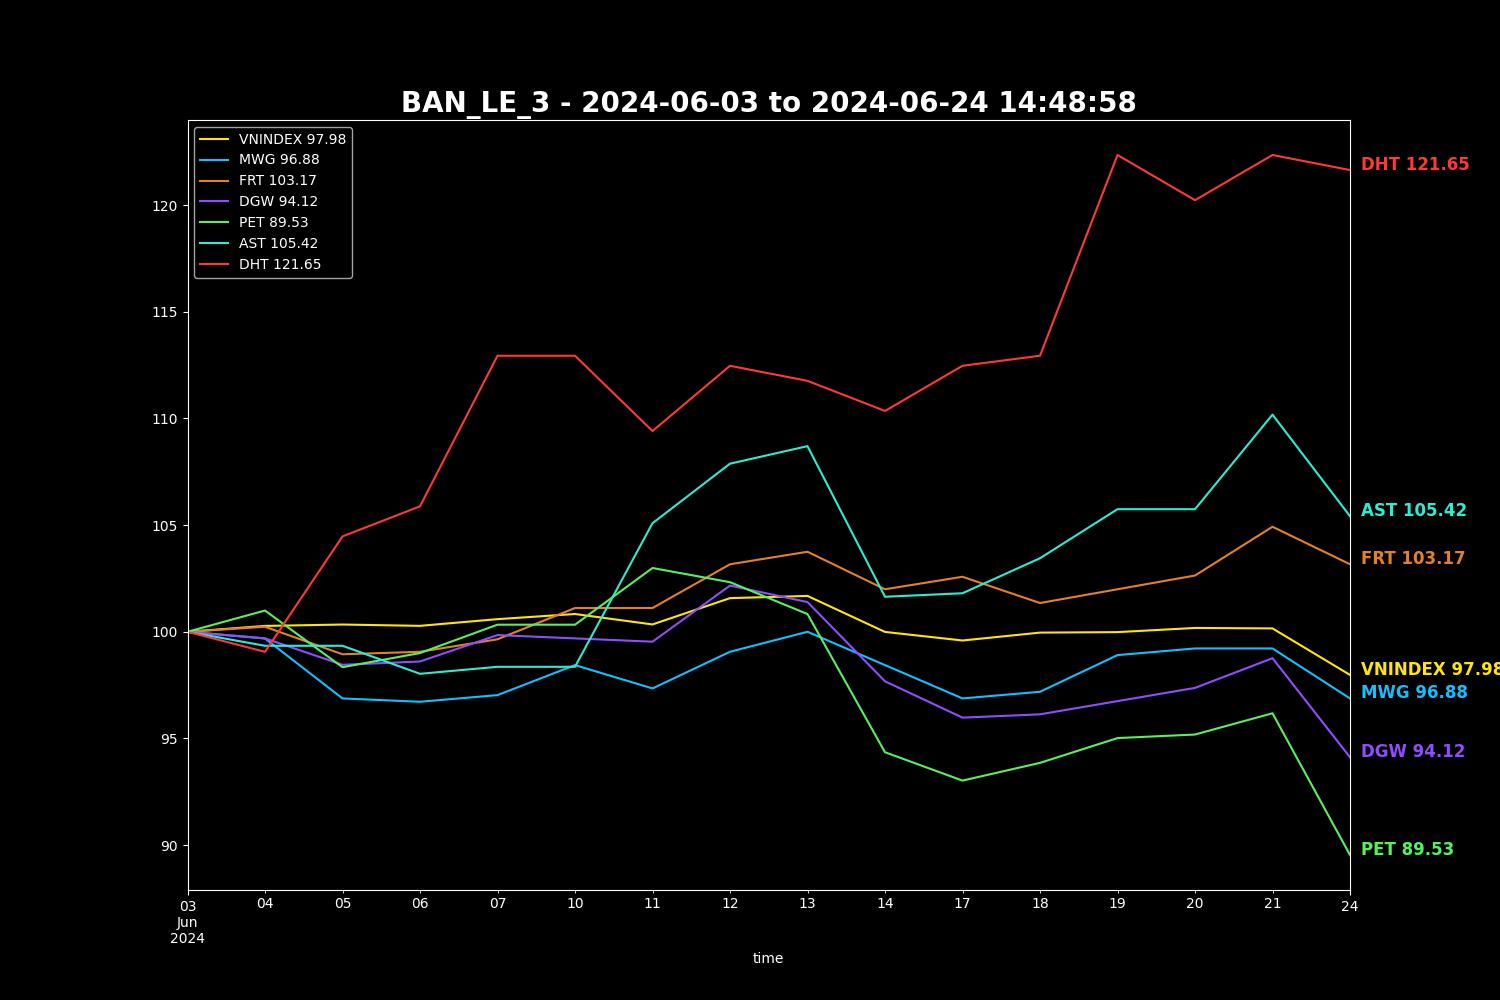 BAN_LE_3 - 2024-06-03 to 2024-06-24 14:48:58
VNINDEX 97.98
MWG 96.88
FRT 103.17
DGW 94.12
PET 89.53
AST 105.42
DHT 121.65
120
115
110
105
100
95
90
DHT 121.65
AST 105.42
FRT 103.17
VNINDEX 97.98
MWG 96.88
DGW 94.12
PET 89.53
03 04 05 06 07 10 11 12 13 14 17 18 19 20 21 24
Jun
2024
time